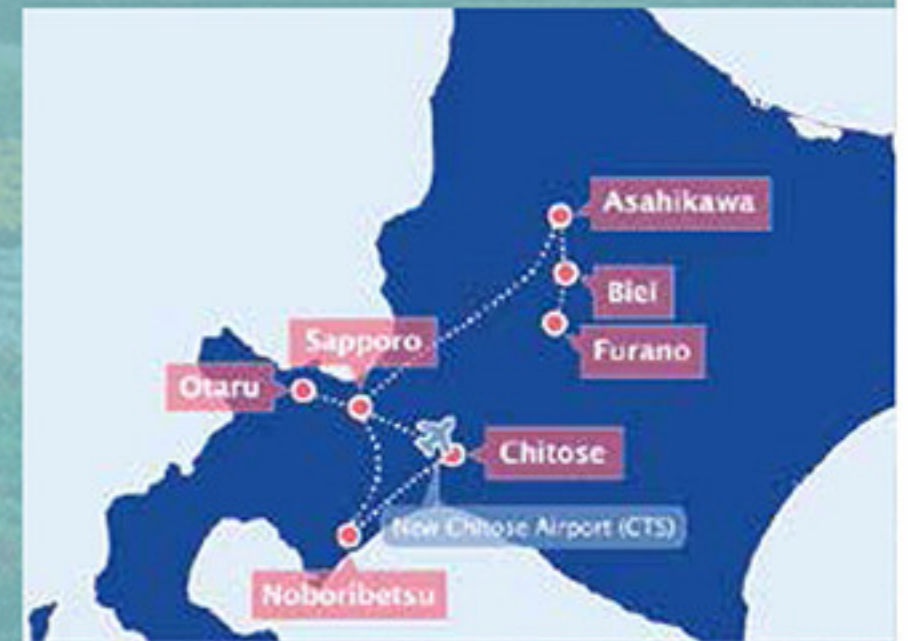 Asahikawa
Biei
Furano
Sapporo
Otaru
Chitose
New Chitose Airport (CTS)
Noboribetsu